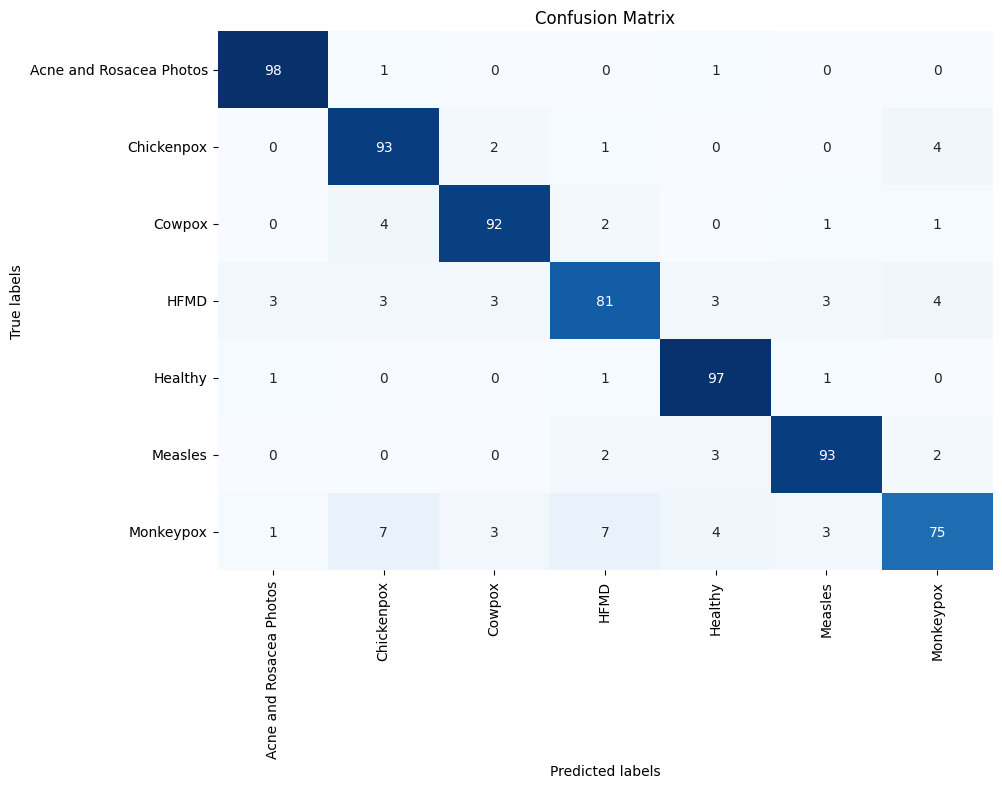 Confusion Matrix
True labels
Acne and Rosacea Photos 98 1 0 0 1 0 0
Chickenpox 0 93 2 1 0 0 4
Cowpox 0 4 92 2 0 1 1
HFMD 3 3 3 81 3 3 4
Healthy 1 0 0 1 97 1 0
Measles 0 0 0 2 3 93 2
Monkeypox 1 7 3 7 4 3 75
Acne and Rosacea Photos
Chickenpox
Cowpox
HFMD
Healthy
Measles
Monkeypox
Predicted labels